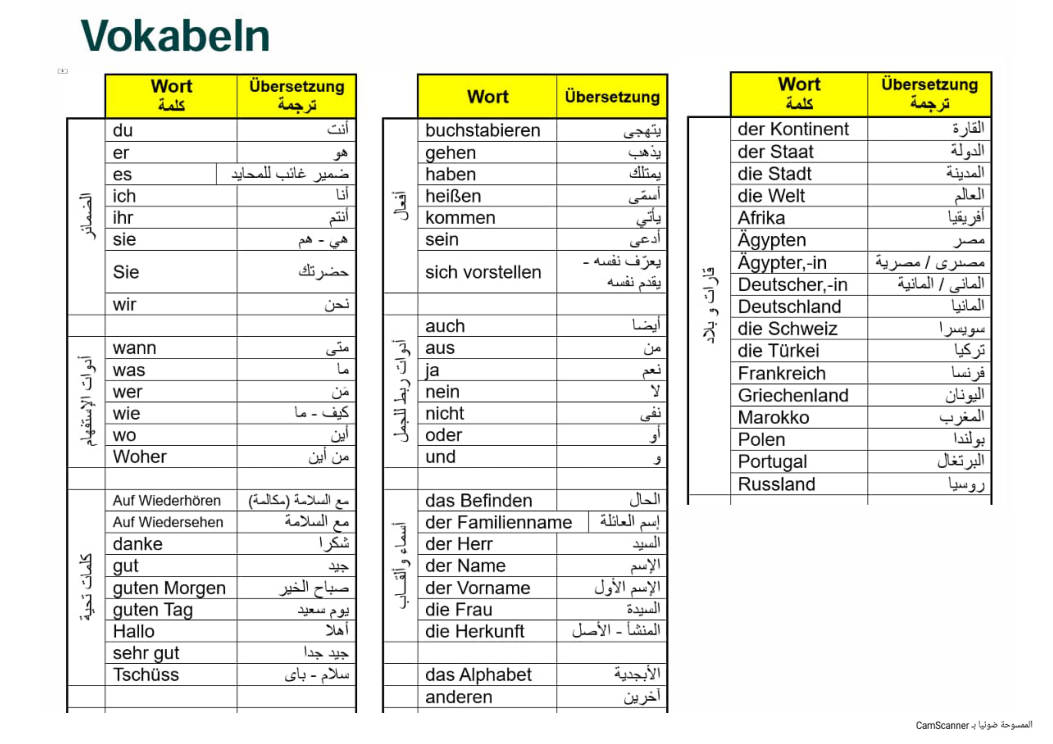 Vokabeln
Wort Übersetzung
كلمة ترجمة
الضمائر
du أنت
er هو
es ضمير غائب للمحايد
ich أنا
ihr أنتم
sie هي - هم
Sie حضرتك
wir نحن
أدوات الإستفهام
wann متى
was ما
wer مَن
wie كيف - ما
wo أين
Woher من أين
كلمات تحية
Auf Wiederhören مع السلامة (مكالمة)
Auf Wiedersehen مع السلامة
danke شكرا
gut جيد
guten Morgen صباح الخير
guten Tag يوم سعيد
Hallo أهلا
sehr gut جيد جدا
Tschüss سلام - باى
Wort Übersetzung
أفعال
buchstabieren يتهجى
gehen يذهب
haben يمتلك
heißen أسمّى
kommen يأتي
sein أدعى
sich vorstellen يعرّف نفسه -
يقدم نفسه
أدوات ربط للجمل
auch أيضا
aus من
ja نعم
nein لا
nicht نفى
oder أو
und و
أسماء وألقـــاب
das Befinden الحال
der Familienname إسم العائلة
der Herr السيد
der Name الإسم
der Vorname الإسم الأول
die Frau السيدة
die Herkunft المنشأ - الأصل
das Alphabet الأبجدية
anderen آخرين
Wort Übersetzung
كلمة ترجمة
قارات و بلاد
der Kontinent القارة
der Staat الدولة
die Stadt المدينة
die Welt العالم
Afrika أفريقيا
Ägypten مصر
Ägypter,-in مصرى / مصرية
Deutscher,-in المانى / المانية
Deutschland المانيا
die Schweiz سويسرا
die Türkei تركيا
Frankreich فرنسا
Griechenland اليونان
Marokko المغرب
Polen بولندا
Portugal البرتغال
Russland روسيا
الممسوحة ضوئيا بـ CamScanner